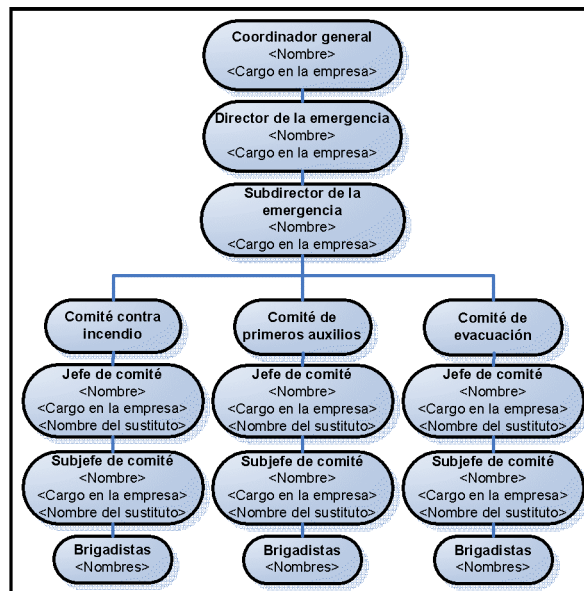 Coordinador general
<Nombre>
<Cargo en la empresa>
Director de la emergencia
<Nombre>
<Cargo en la empresa>
Subdirector de la
emergencia
<Nombre>
<Cargo en la empresa>
Comité contra
incendio
Jefe de comité
<Nombre>
<Cargo en la empresa>
<Nombre del sustituto>
Subjefe de comité
<Nombre>
<Cargo en la empresa>
<Nombre del sustituto>
Brigadistas
<Nombres>
Comité de
primeros auxilios
Jefe de comité
<Nombre>
<Cargo en la empresa>
<Nombre del sustituto>
Subjefe de comité
<Nombre>
<Cargo en la empresa>
<Nombre del sustituto>
Brigadistas
<Nombres>
Comité de
evacuación
Jefe de comité
<Nombre>
<Cargo en la empresa>
<Nombre del sustituto>
Subjefe de comité
<Nombre>
<Cargo en la empresa>
<Nombre del sustituto>
Brigadistas
<Nombres>